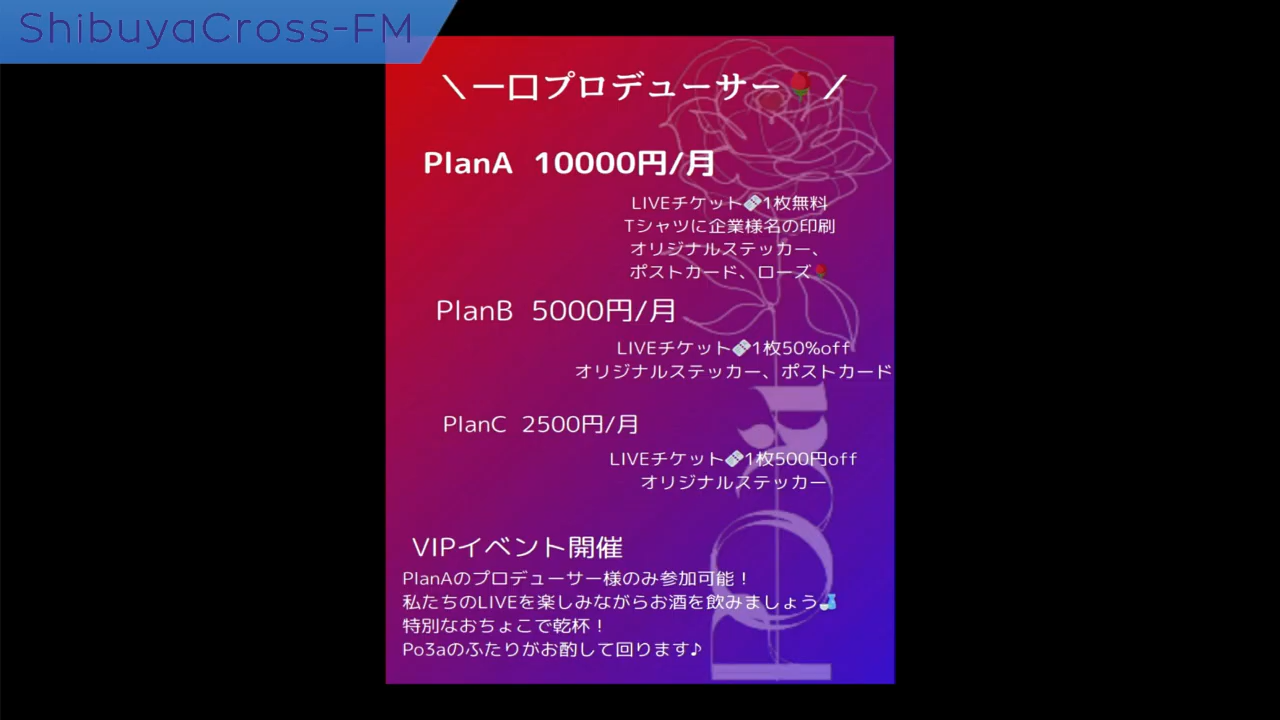 ShibuyaCross-FM
＼一口プロデューサー🌹／
PlanA 10000円/月
LIVEチケット🎫1枚無料
Tシャツに企業様名の印刷
オリジナルステッカー、
ポストカード、ローズ🌹
PlanB 5000円/月
LIVEチケット🎫1枚50%off
オリジナルステッカー、ポストカード
PlanC 2500円/月
LIVEチケット🎫1枚500円off
オリジナルステッカー
VIPイベント開催
PlanAのプロデューサー様のみ参加可能！
私たちのLIVEを楽しみながらお酒を飲みましょう🍶
特別なおちょこで乾杯！
Po3aのふたりがお酌して回ります♪